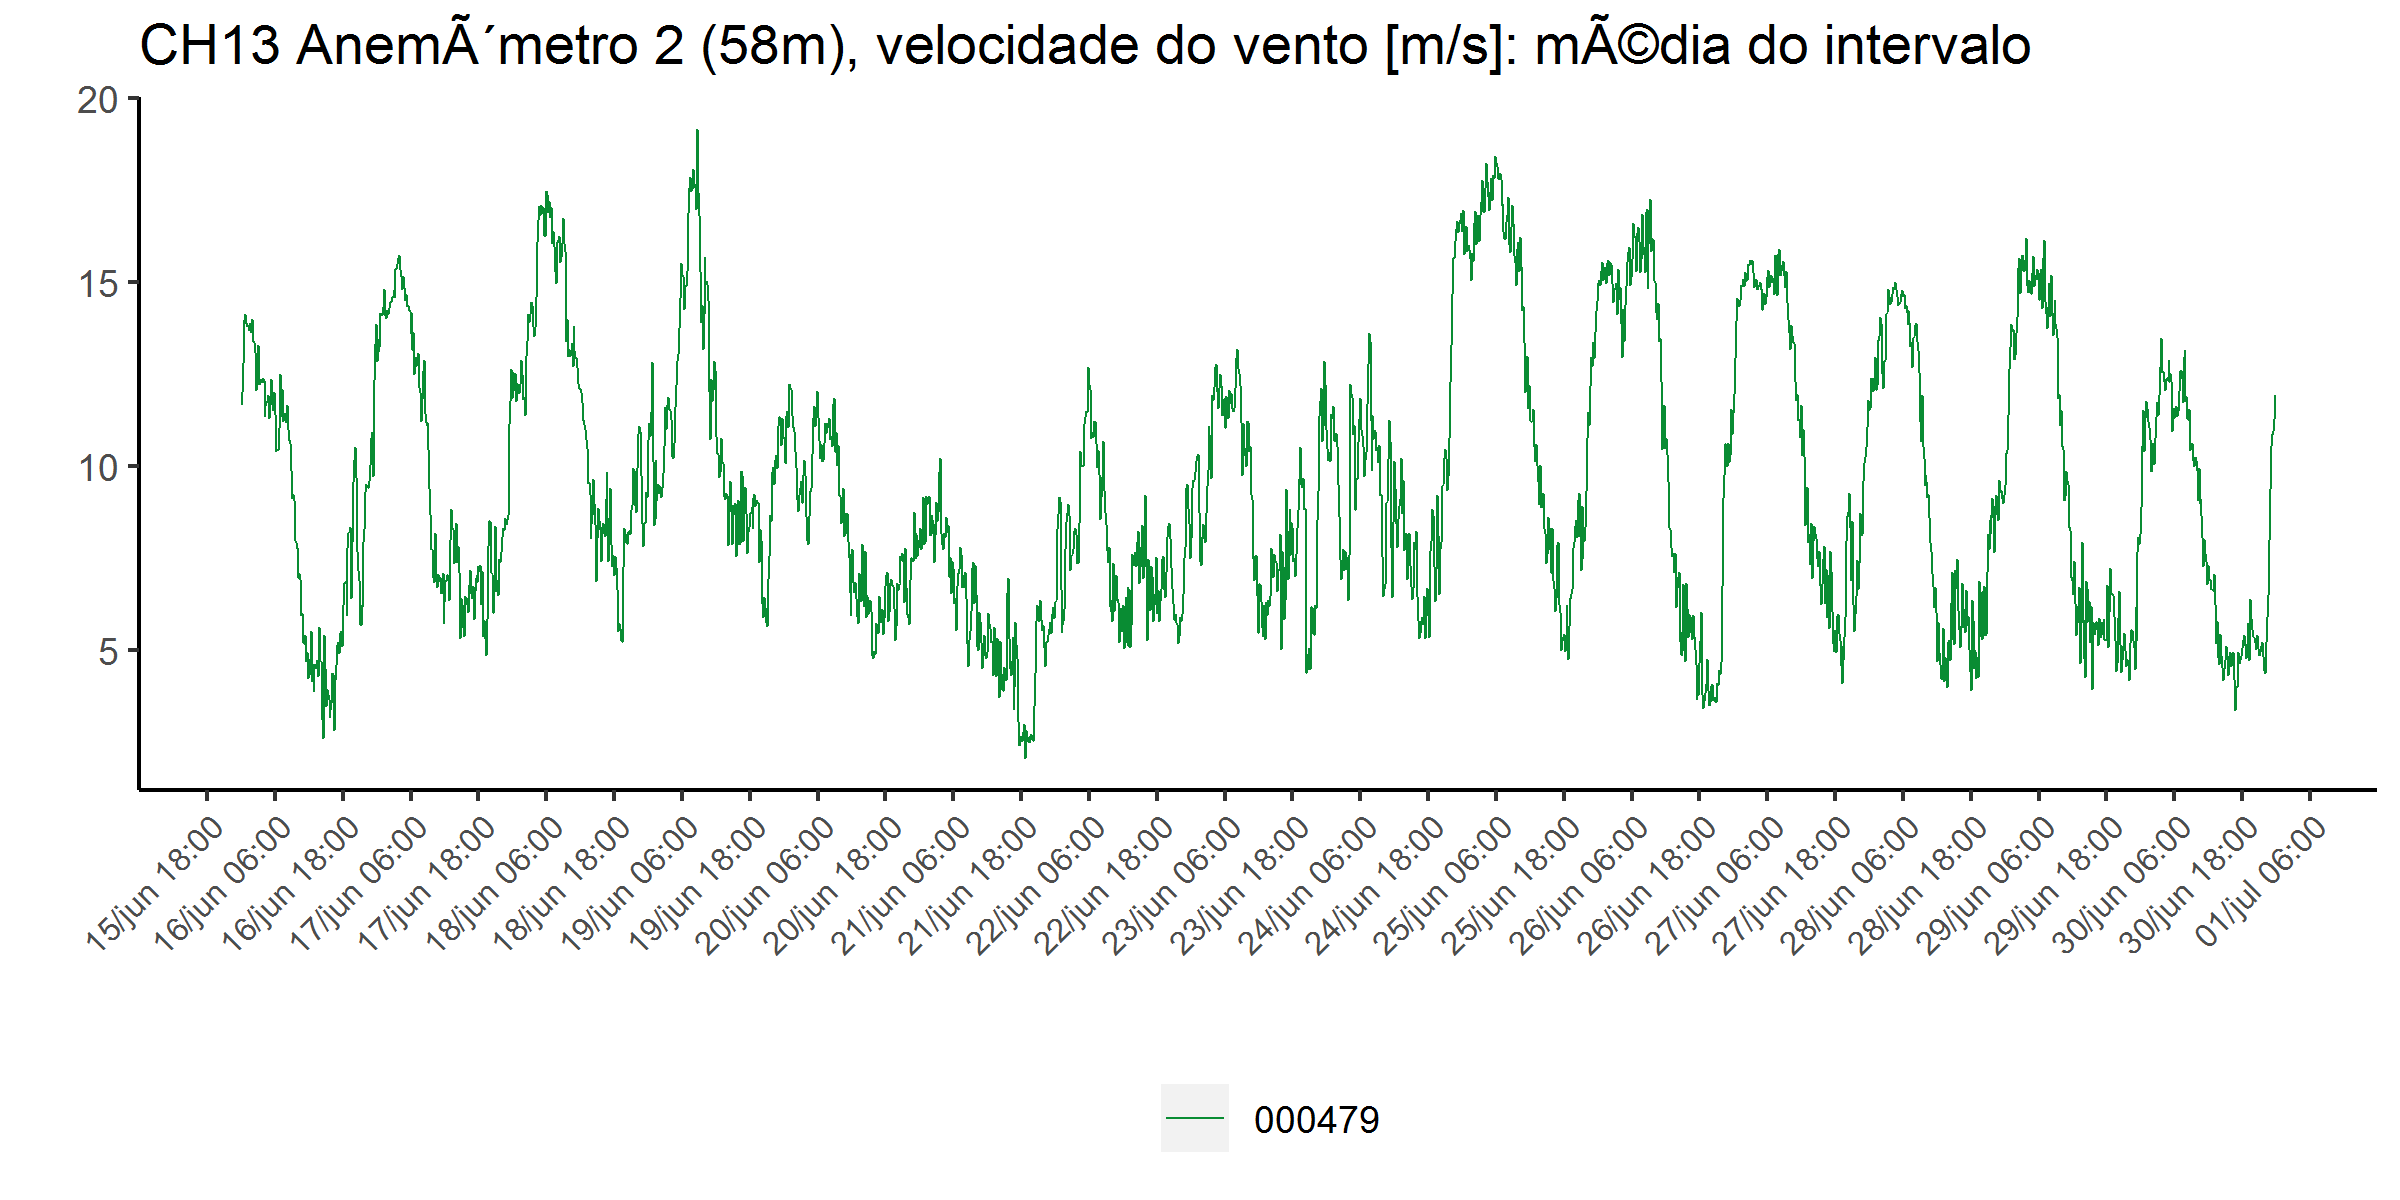 CH13 AnemÃ´metro 2 (58m), velocidade do vento [m/s]: mÃ©dia do intervalo
20
15
10
5
15/jun 18:00
16/jun 06:00
16/jun 18:00
17/jun 06:00
17/jun 18:00
18/jun 06:00
18/jun 18:00
19/jun 06:00
19/jun 18:00
20/jun 06:00
20/jun 18:00
21/jun 06:00
21/jun 18:00
22/jun 06:00
22/jun 18:00
23/jun 06:00
23/jun 18:00
24/jun 06:00
24/jun 18:00
25/jun 06:00
25/jun 18:00
26/jun 06:00
26/jun 18:00
27/jun 06:00
27/jun 18:00
28/jun 06:00
28/jun 18:00
29/jun 06:00
29/jun 18:00
30/jun 06:00
30/jun 18:00
01/jul 06:00
000479